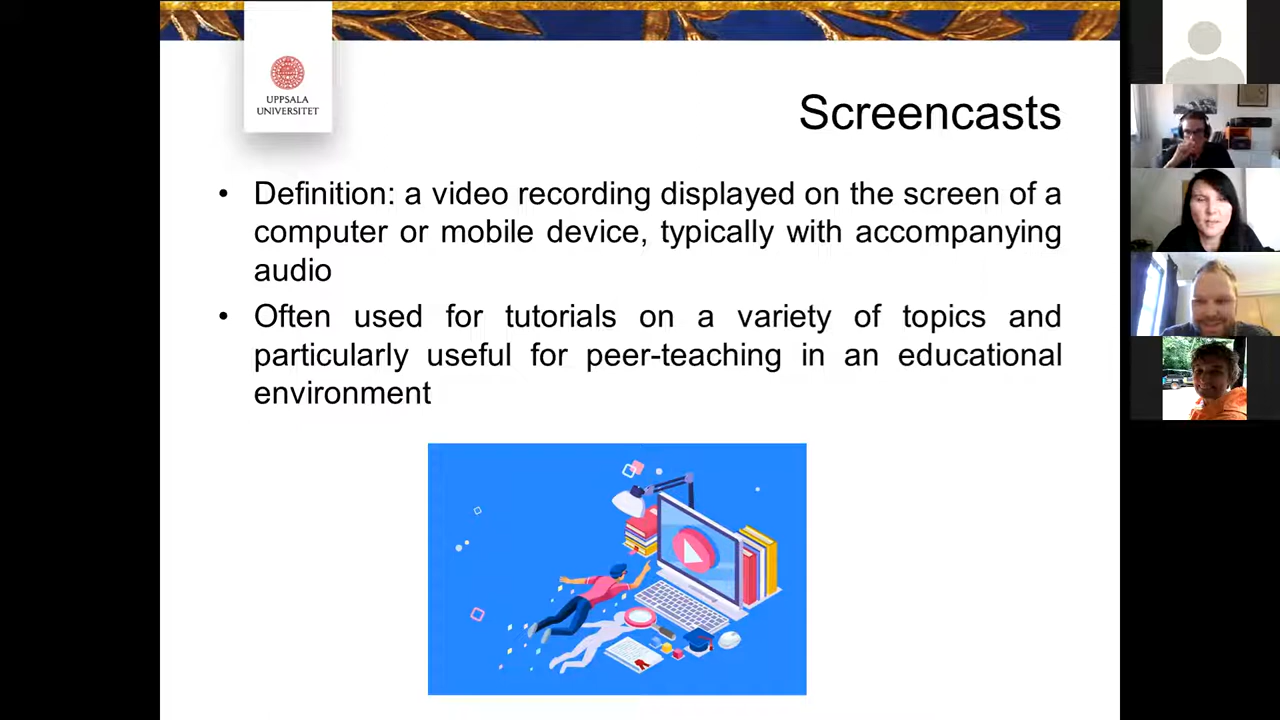 UPPSALA
UNIVERSITET
Screencasts
• Definition: a video recording displayed on the screen of a
computer or mobile device, typically with accompanying
audio
• Often used for tutorials on a variety of topics and
particularly useful for peer-teaching in an educational
environment